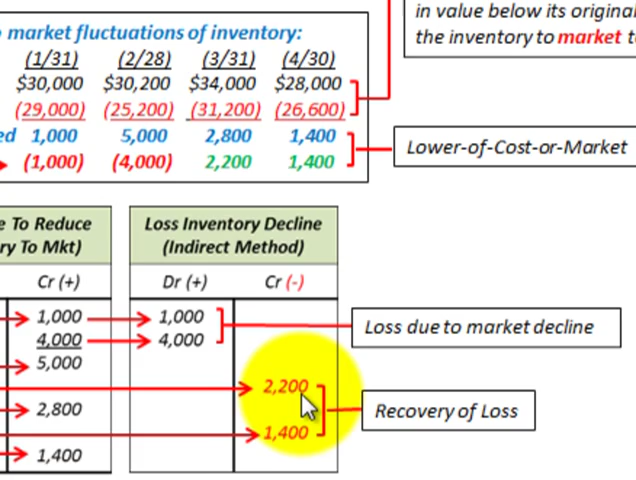 in value below its original
the inventory to market t
market fluctuations of inventory:
(1/31) (2/28) (3/31) (4/30)
$30,000 $30,200 $34,000 $28,000
(29,000) (25,200) (31,200) (26,600)
ed 1,000 5,000 2,800 1,400
(1,000) (4,000) 2,200 1,400
Lower-of-Cost-or-Market
e To Reduce
ry To Mkt)
Cr (+)
1,000
4,000
5,000
2,800
1,400
Loss Inventory Decline
(Indirect Method)
Dr (+) Cr (-)
1,000
4,000
2,200
1,400
Loss due to market decline
Recovery of Loss